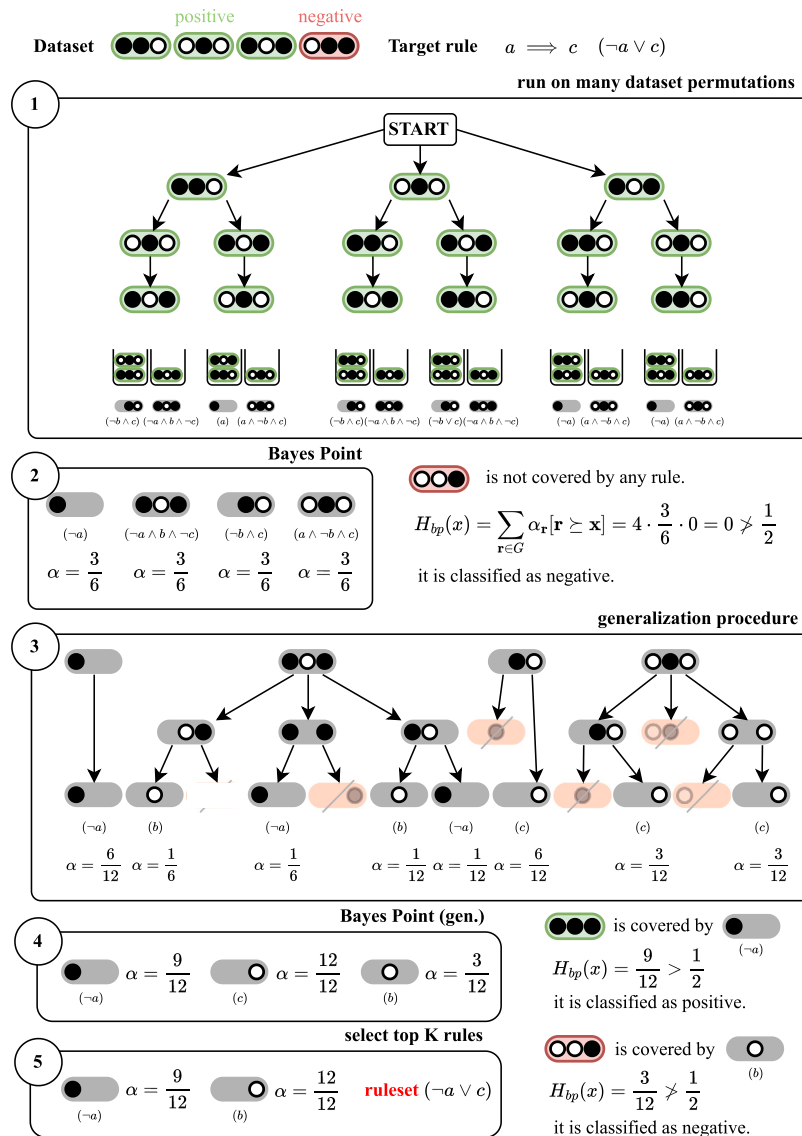 positive negative
Dataset Target rule a ⟹ c (¬a ∨ c)
run on many dataset permutations
1
START
(¬b ∧ c) (¬a ∧ b ∧ ¬c) (a) (a ∧ ¬b ∧ c) (¬b ∧ c) (¬a ∧ b ∧ ¬c) (¬b ∨ c) (¬a ∧ b ∧ ¬c) (¬a) (a ∧ ¬b ∧ c) (¬a) (a ∧ ¬b ∧ c)
Bayes Point
2
(¬a) (¬a ∧ b ∧ ¬c) (¬b ∧ c) (a ∧ ¬b ∧ c)
α = 3/6 α = 3/6 α = 3/6 α = 3/6
is not covered by any rule.
H_bp(x) = ∑_{r∈G} α_r[r ⪰ x] = 4 · 3/6 · 0 = 0 ≯ 1/2
it is classified as negative.
generalization procedure
3
(¬a) (b) (¬a) (b) (¬a) (c) (c) (c)
α = 6/12 α = 1/6 α = 1/6 α = 1/12 α = 1/12 α = 6/12 α = 3/12 α = 3/12
Bayes Point (gen.)
4
α = 9/12 α = 12/12 α = 3/12
(¬a) (c) (b)
is covered by
(¬a)
H_bp(x) = 9/12 > 1/2
it is classified as positive.
select top K rules
5
α = 9/12 α = 12/12 ruleset (¬a ∨ c)
(¬a) (b)
is covered by
(b)
H_bp(x) = 3/12 ≯ 1/2
it is classified as negative.